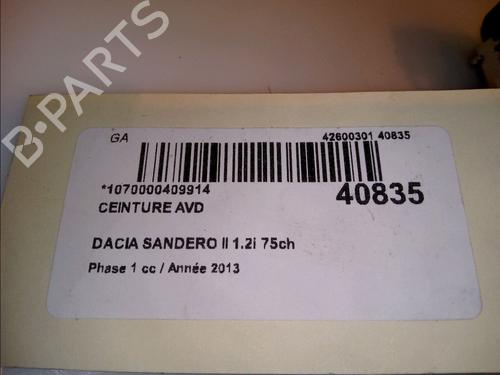 B-PARTS
GA
42600301 40835
*1070000409914
40835
CEINTURE AVD
DACIA SANDERO II 1.2i 75ch
Phase 1 cc / Année 2013